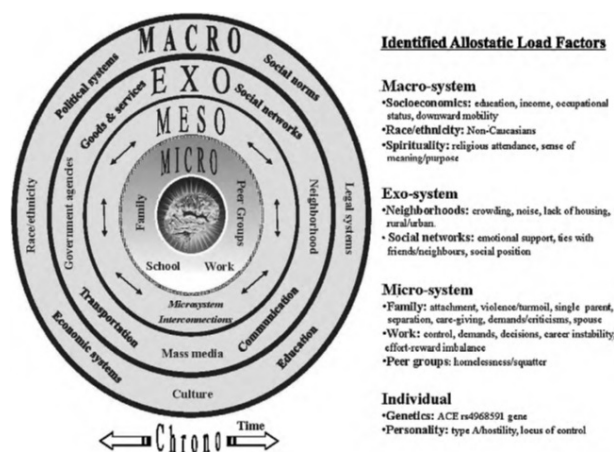 MACRO
Political systems
Social norms
EXO
Goods & services
Social networks
MESO
MICRO
Race/ethnicity
Government agencies
Family
Peer Groups
Neighborhood
Legal systems
School
Work
Microsystem
Interconnections
Transportation
Communication
Mass media
Economic systems
Education
Culture
Time
Chrono
Identified Allostatic Load Factors
Macro-system
•Socioeconomics: education, income, occupational
status, downward mobility
•Race/ethnicity: Non-Caucasians
•Spirituality: religious attendance, sense of
meaning/purpose
Exo-system
•Neighborhoods: crowding, noise, lack of housing,
rural/urban.
• Social networks: emotional support, ties with
friends/neighbours, social position
Micro-system
•Family: attachment, violence/turmoil, single parent,
separation, care-giving, demands/criticisms, spouse
•Work: control, demands, decisions, career instability,
effort-reward imbalance
•Peer groups: homelessness/squatter
Individual
•Genetics: ACE rs4968591 gene
•Personality: type A/hostility, locus of control